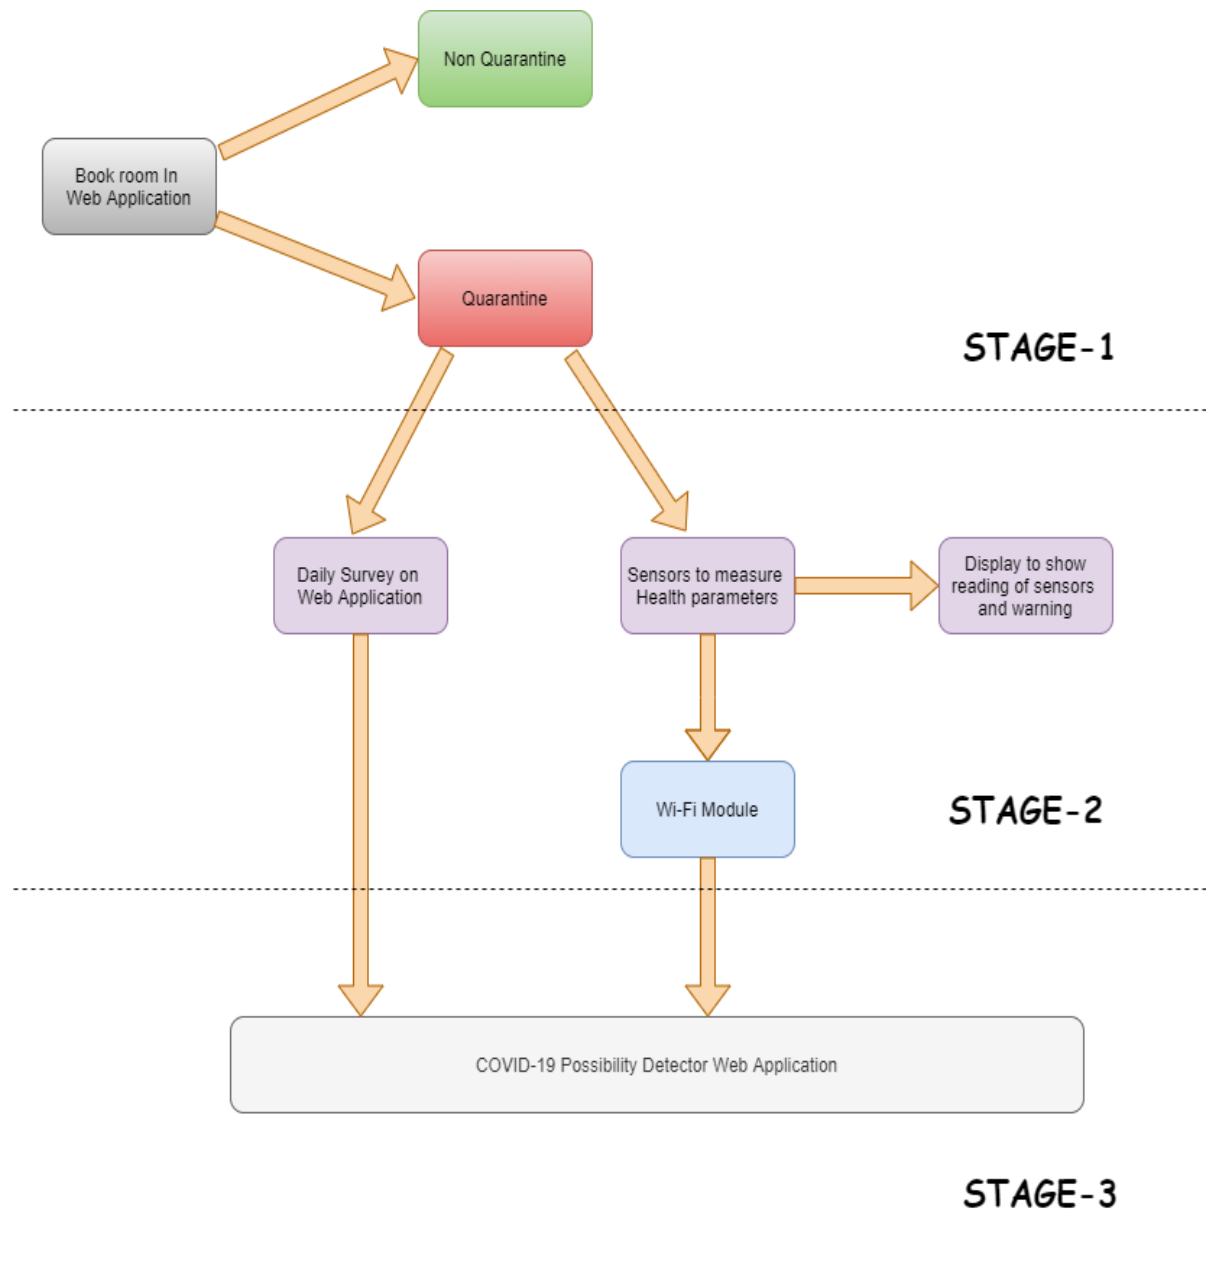 Non Quarantine
Book room In
Web Application
Quarantine
STAGE-1
Daily Survey on
Web Application
Sensors to measure
Health parameters
Display to show
reading of sensors
and warning
Wi-Fi Module
STAGE-2
COVID-19 Possibility Detector Web Application
STAGE-3